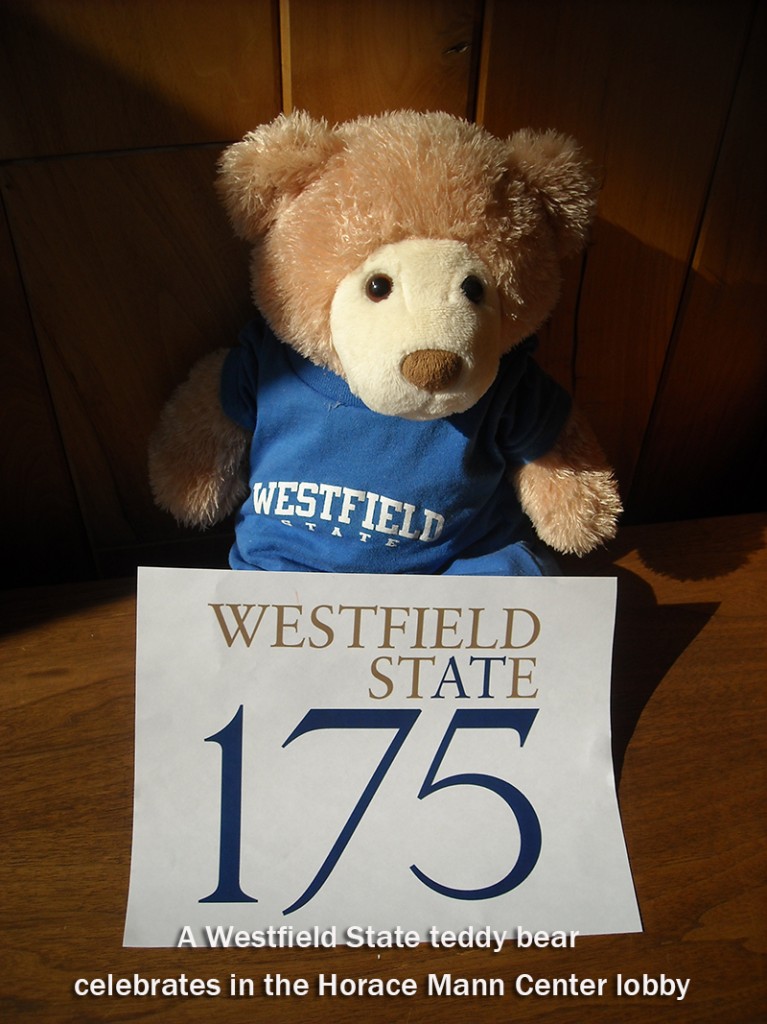 WESTFIELD
STATE
WESTFIELD
STATE
175
A Westfield State teddy bear
celebrates in the Horace Mann Center lobby